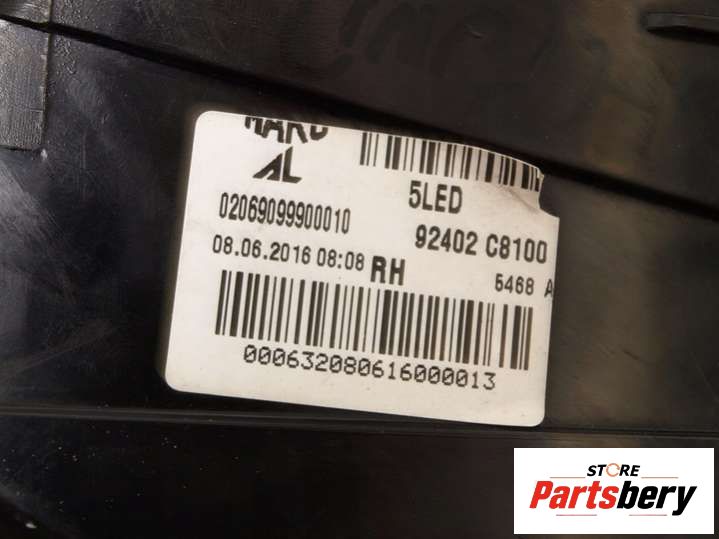 AL
5LED
02069099900010
92402 C8100
08.06.2016 08:08 RH
5468 A
000632080616000013
STORE
Partsbery